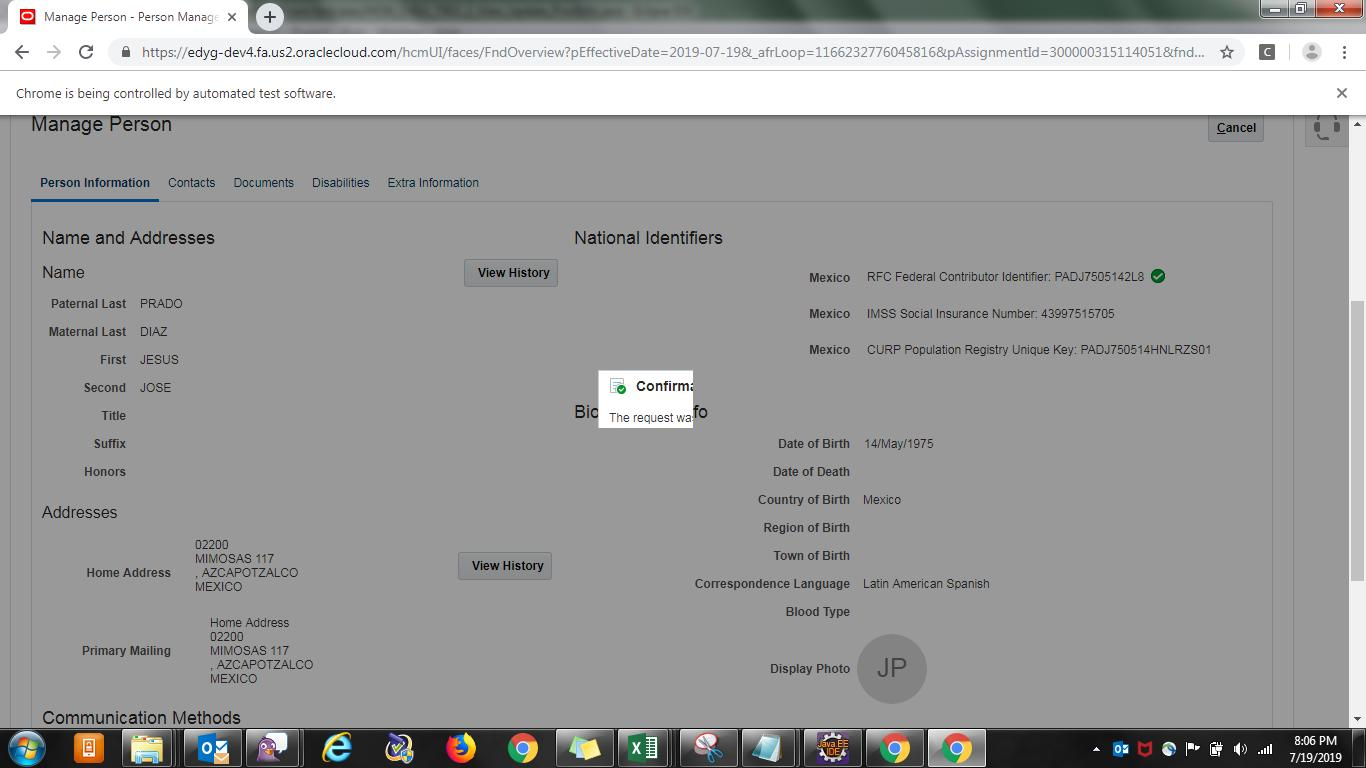 Manage Person - Person Manage
https://edyg-dev4.fa.us2.oraclecloud.com/hcmUI/faces/FndOverview?pEffectiveDate=2019-07-19&_afrLoop=1166232776045816&pAssignmentId=300000315114051&fnd...
C
Chrome is being controlled by automated test software.
Manage Person
Cancel
Person Information Contacts Documents Disabilities Extra Information
Name and Addresses
Name
View History
Paternal Last PRADO
Maternal Last DIAZ
First JESUS
Second JOSE
Title
Suffix
Honors
Addresses
Home Address
02200
MIMOSAS 117
, AZCAPOTZALCO
MEXICO
View History
Primary Mailing
Home Address
02200
MIMOSAS 117
, AZCAPOTZALCO
MEXICO
Communication Methods
National Identifiers
Mexico RFC Federal Contributor Identifier: PADJ7505142L8
Mexico IMSS Social Insurance Number: 43997515705
Mexico CURP Population Registry Unique Key: PADJ750514HNLRZS01
Confirma
The request was
Bio fo
Date of Birth 14/May/1975
Date of Death
Country of Birth Mexico
Region of Birth
Town of Birth
Correspondence Language Latin American Spanish
Blood Type
Display Photo JP
Java EE
IDE
8:06 PM
7/19/2019